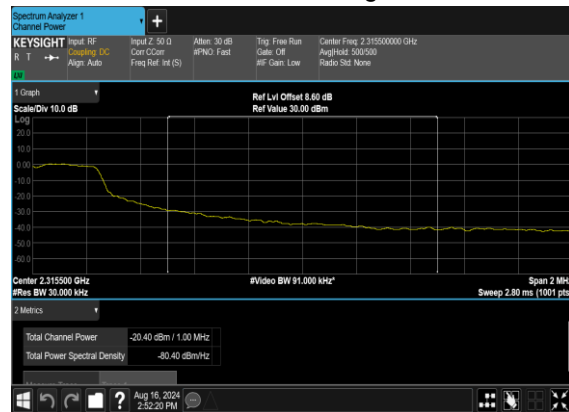 Spectrum Analyzer 1
Channel Power
+
KEYSIGHT Input: RF Input Z: 50 Ω Atten: 30 dB Trig: Free Run Center Freq: 2.315500000 GHz
R T Coupling: DC Corr CCorr #PNO: Fast Gate: Off Avg|Hold: 500/500
Align: Auto Freq Ref: Int (S) #IF Gain: Low Radio Std: None
1 Graph
Ref Lvl Offset 8.60 dB
Scale/Div 10.0 dB Ref Value 30.00 dBm
Log
20.0
10.0
0.00
-10.0
-20.0
-30.0
-40.0
-50.0
-60.0
Center 2.315500 GHz #Video BW 91.000 kHz* Span 2 MH
#Res BW 30.000 kHz Sweep 2.80 ms (1001 pts
2 Metrics
Total Channel Power -20.40 dBm / 1.00 MHz
Total Power Spectral Density -80.40 dBm/Hz
? Aug 16, 2024
2:52:20 PM